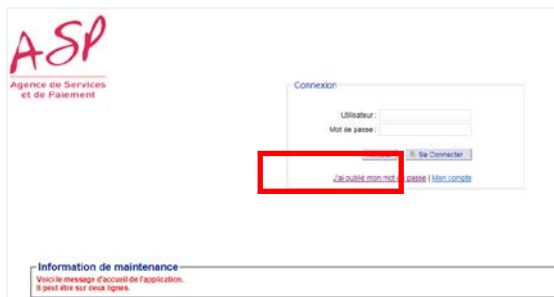 ASP
Agence de Services
et de Paiement
Connexion
Utilisateur :
Mot de passe :
Se Connecter
J'ai oublié mon mot de passe | Mon compte
Information de maintenance
Voici le message d'accueil de l'application.
Il peut être sur deux lignes.